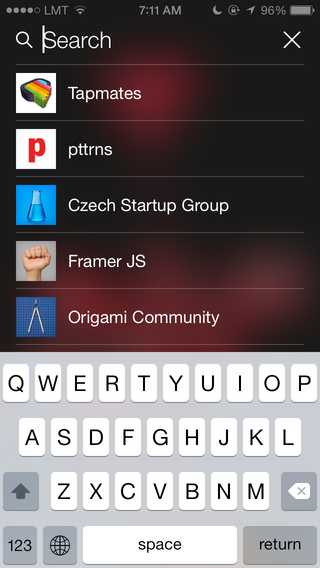 LMT 7:11 AM 96%
Search
Tapmates
p pttrns
Czech Startup Group
Framer JS
Origami Community
Q W E R T Y U I O P
A S D F G H J K L
Z X C V B N M
123 space return